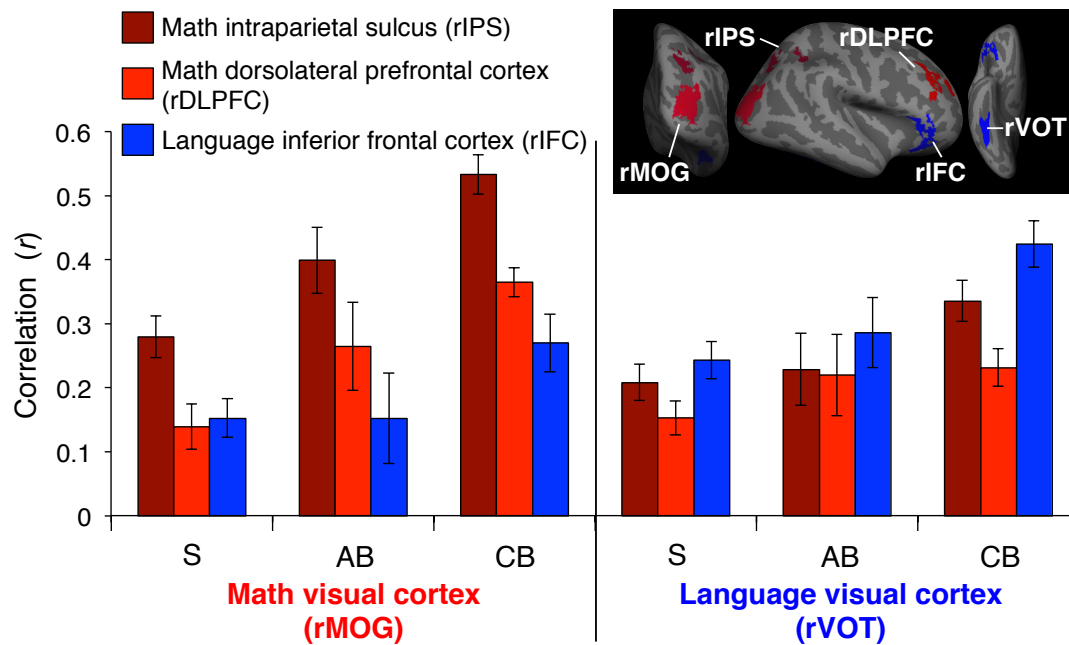 Math intraparietal sulcus (rIPS)
Math dorsolateral prefrontal cortex
(rDLPFC)
Language inferior frontal cortex (rIFC)
rIPS
rDLPFC
rVOT
rMOG
rIFC
Correlation (r)
0.6
0.5
0.4
0.3
0.2
0.1
0
S
AB
CB
S
AB
CB
Math visual cortex
(rMOG)
Language visual cortex
(rVOT)